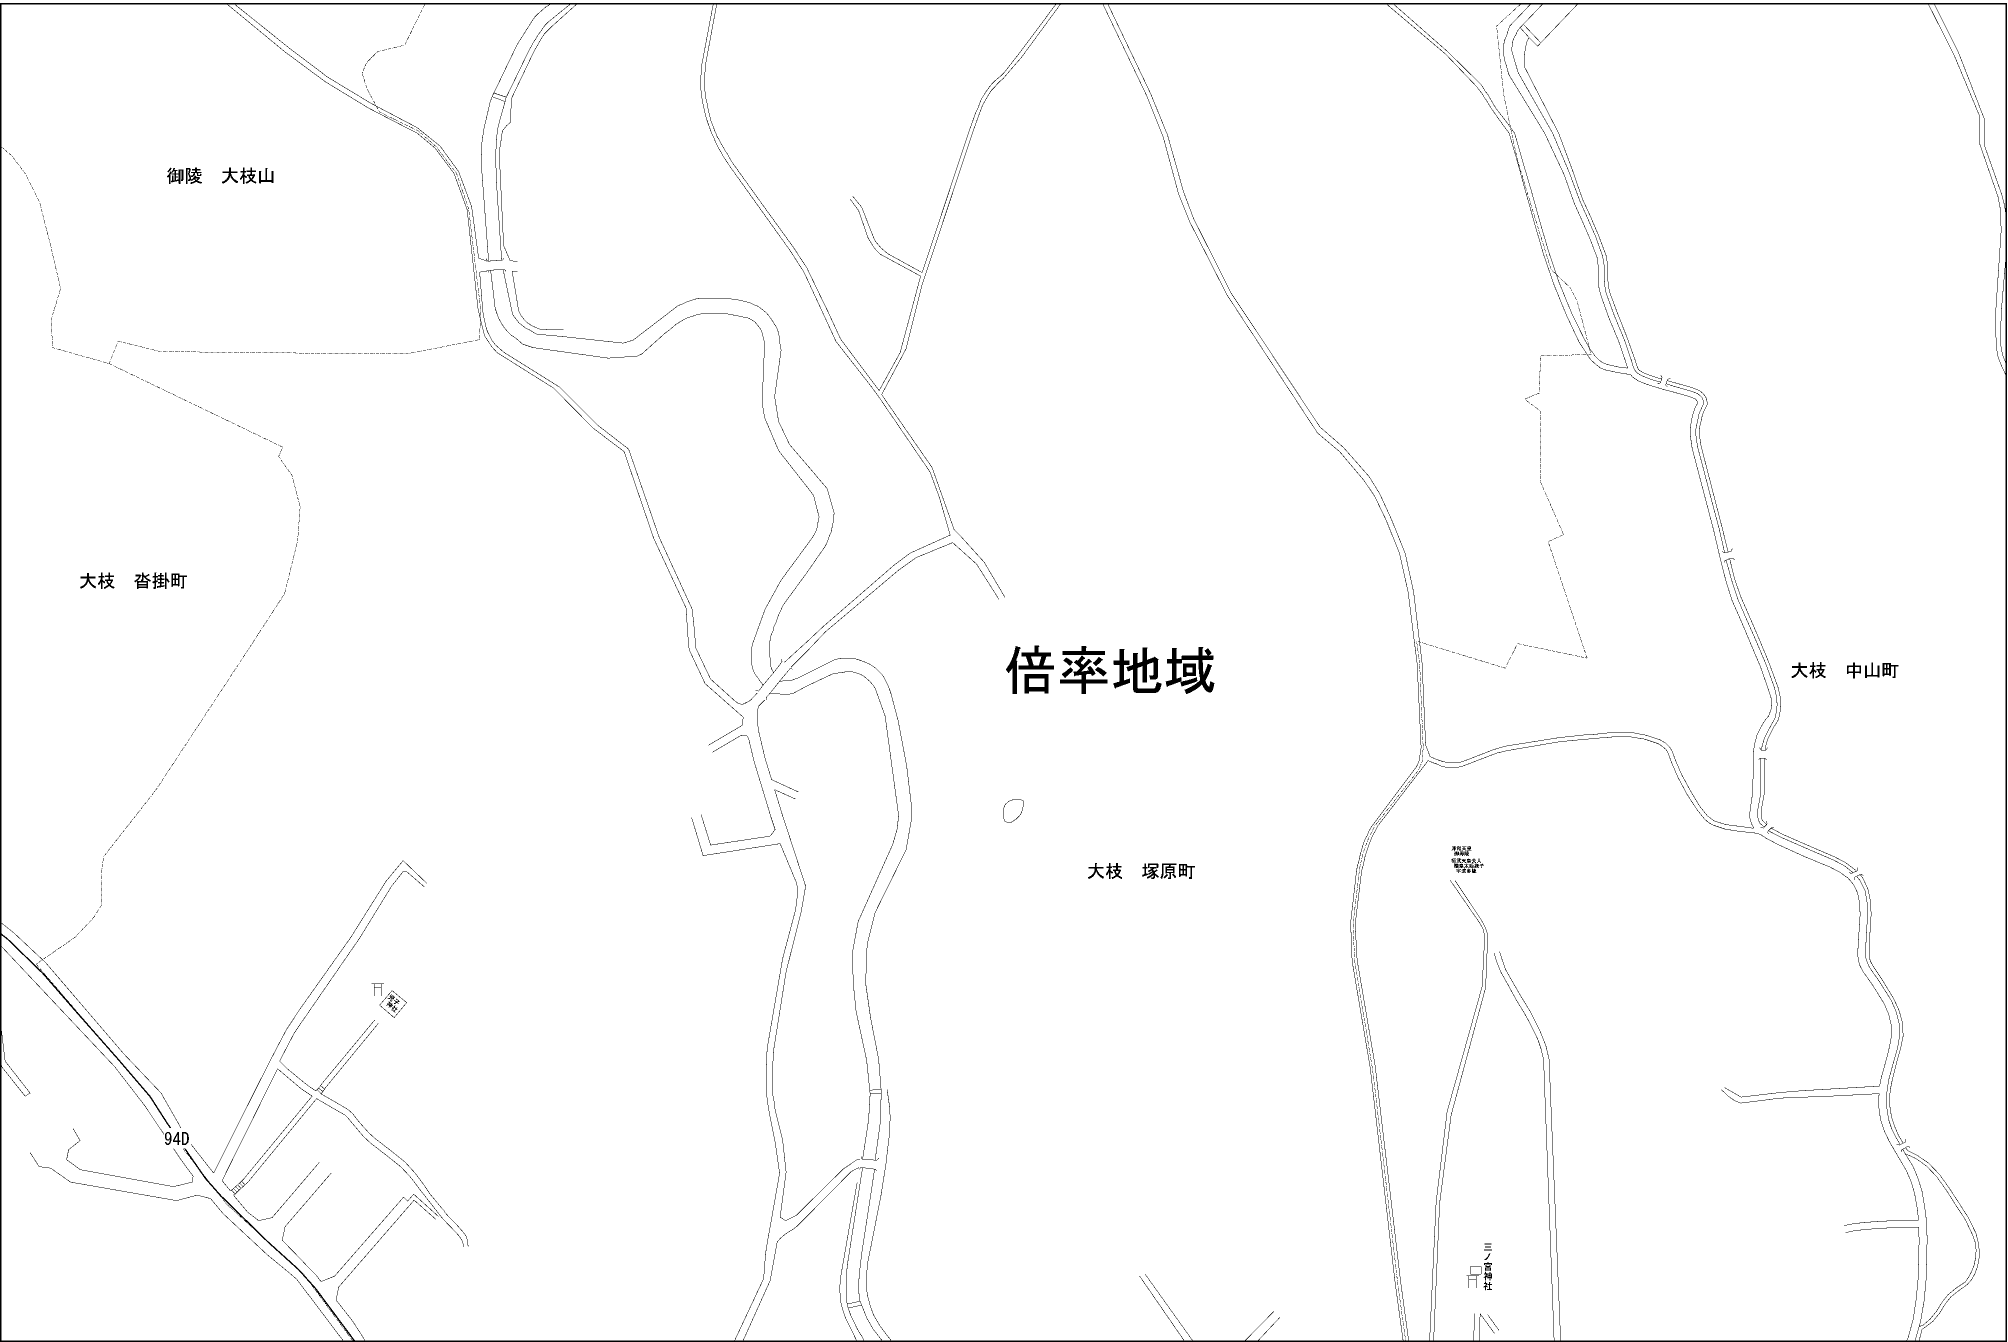 御陵　大枝山
大枝　沓掛町
倍率地域
大枝　中山町
大枝　塚原町
94D
三ノ宮神社